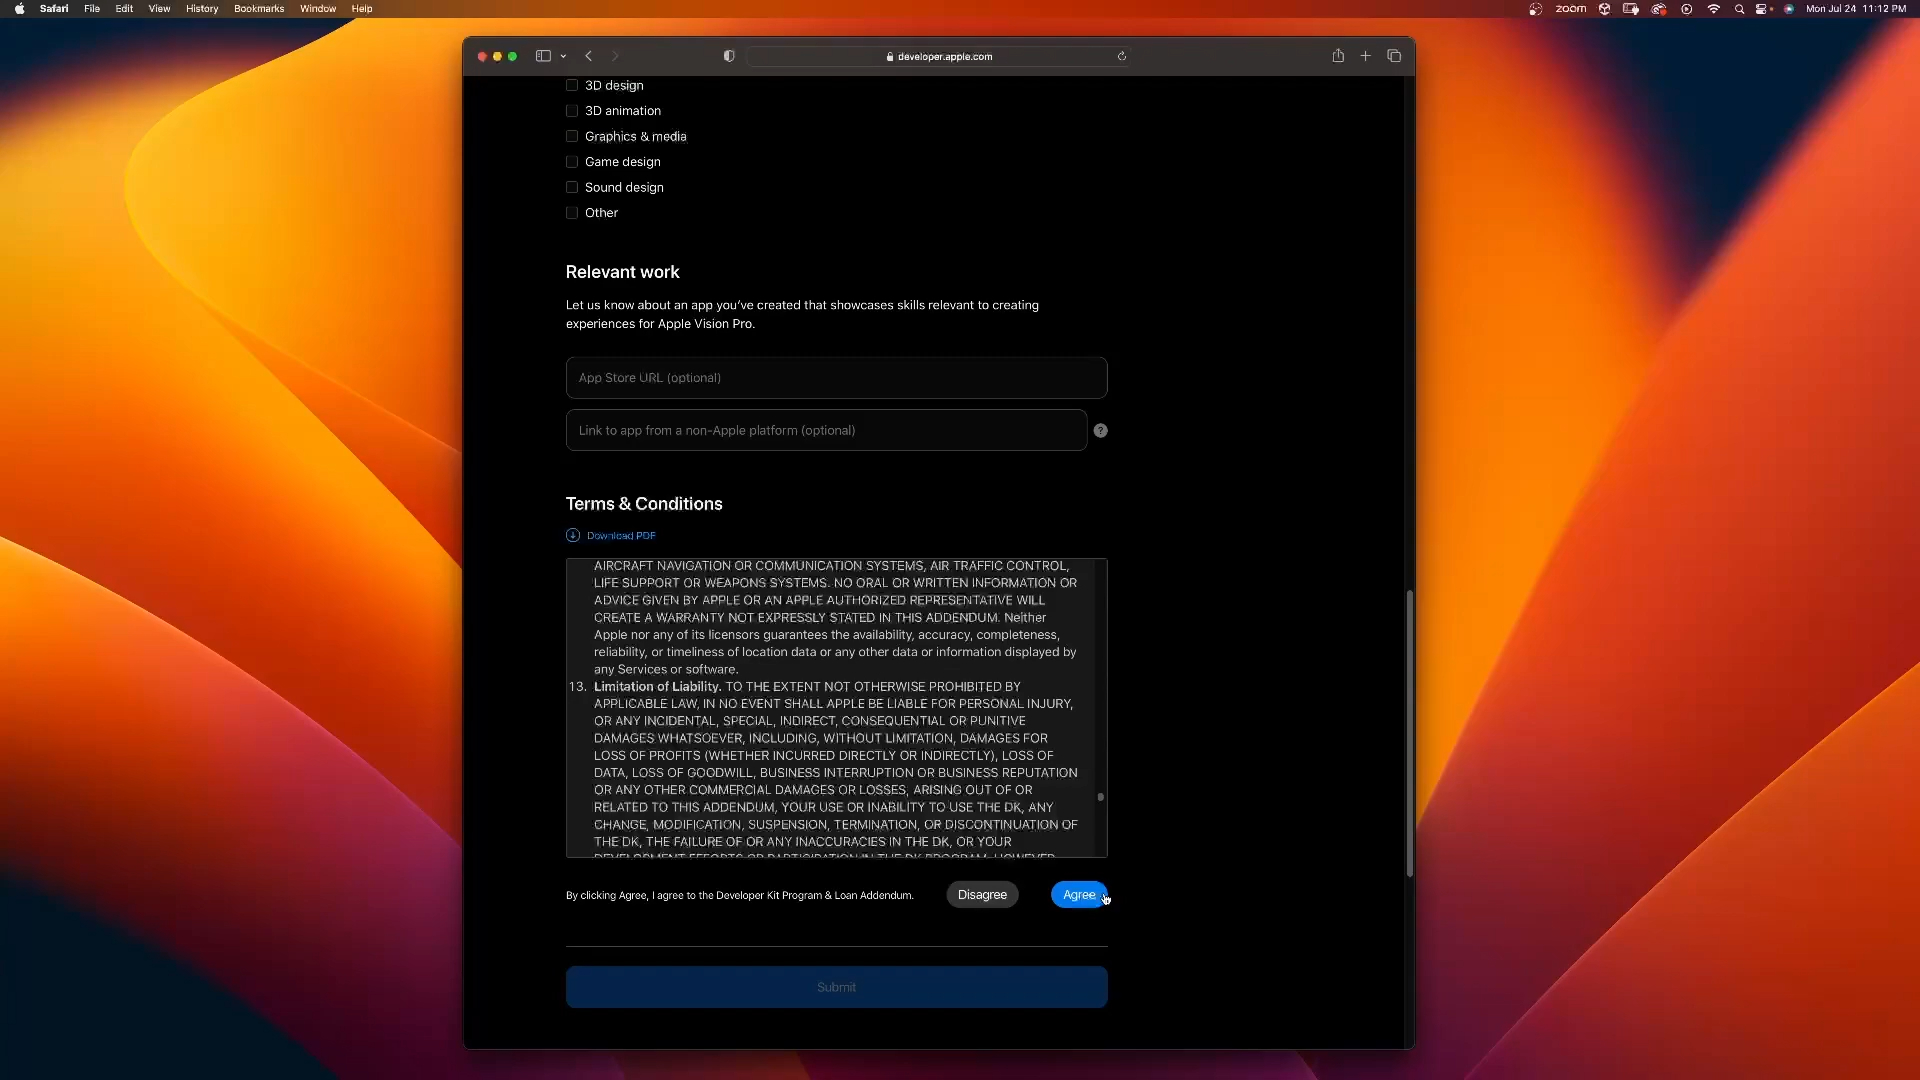 Safari File Edit View History Bookmarks Window Help
zoom Mon Jul 24 11:12 PM
developer.apple.com
3D design
3D animation
Graphics & media
Game design
Sound design
Other
Relevant work
Let us know about an app you’ve created that showcases skills relevant to creating
experiences for Apple Vision Pro.
App Store URL (optional)
Link to app from a non-Apple platform (optional)
?
Terms & Conditions
Download PDF
AIRCRAFT NAVIGATION OR COMMUNICATION SYSTEMS, AIR TRAFFIC CONTROL,
LIFE SUPPORT OR WEAPONS SYSTEMS. NO ORAL OR WRITTEN INFORMATION OR
ADVICE GIVEN BY APPLE OR AN APPLE AUTHORIZED REPRESENTATIVE WILL
CREATE A WARRANTY NOT EXPRESSLY STATED IN THIS ADDENDUM. Neither
Apple nor any of its licensors guarantees the availability, accuracy, completeness,
reliability, or timeliness of location data or any other data or information displayed by
any Services or software.
13. Limitation of Liability. TO THE EXTENT NOT OTHERWISE PROHIBITED BY
APPLICABLE LAW, IN NO EVENT SHALL APPLE BE LIABLE FOR PERSONAL INJURY,
OR ANY INCIDENTAL, SPECIAL, INDIRECT, CONSEQUENTIAL OR PUNITIVE
DAMAGES WHATSOEVER, INCLUDING, WITHOUT LIMITATION, DAMAGES FOR
LOSS OF PROFITS (WHETHER INCURRED DIRECTLY OR INDIRECTLY), LOSS OF
DATA, LOSS OF GOODWILL, BUSINESS INTERRUPTION OR BUSINESS REPUTATION
OR ANY OTHER COMMERCIAL DAMAGES OR LOSSES, ARISING OUT OF OR
RELATED TO THIS ADDENDUM, YOUR USE OR INABILITY TO USE THE DK, ANY
CHANGE, MODIFICATION, SUSPENSION, TERMINATION, OR DISCONTINUATION OF
THE DK, THE FAILURE OF OR ANY INACCURACIES IN THE DK, OR YOUR
DEVELOPMENT EFFORTS OR PARTICIPATION IN THE DK PROGRAM. HOWEVER
By clicking Agree, I agree to the Developer Kit Program & Loan Addendum.
Disagree
Agree
Submit